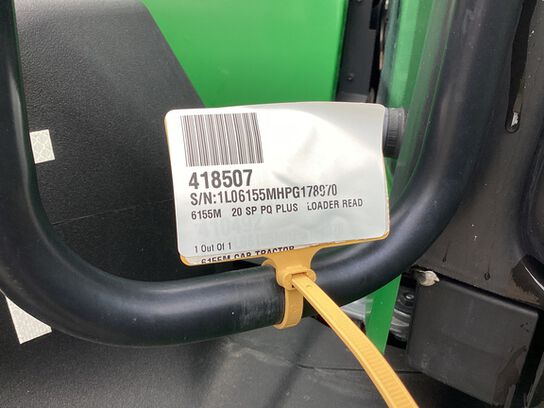 418507
S/N:1L06155MHPG178970
6155M 20 SP PQ PLUS LOADER READ
1 Out Of 1
6155M CAB TRACTOR